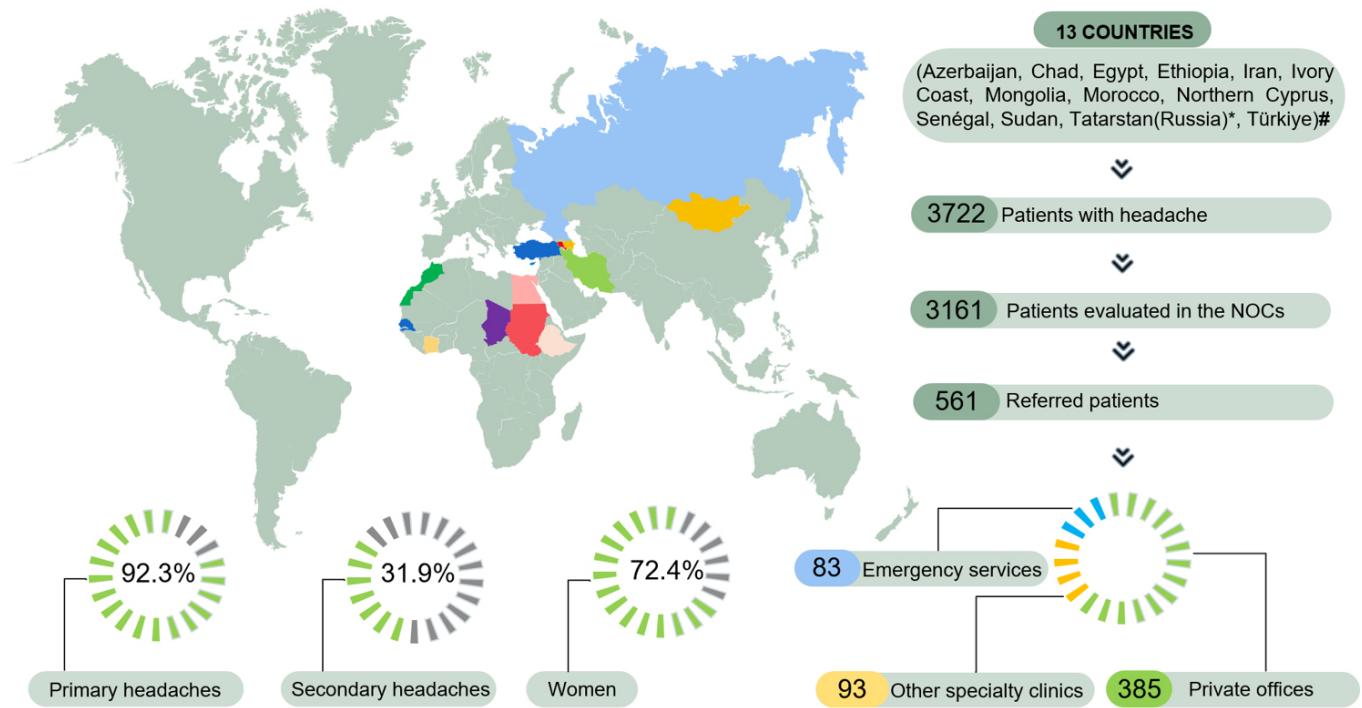 13 COUNTRIES
(Azerbaijan, Chad, Egypt, Ethiopia, Iran, Ivory
Coast, Mongolia, Morocco, Northern Cyprus,
Senégal, Sudan, Tatarstan(Russia)*, Türkiye)#
3722 Patients with headache
3161 Patients evaluated in the NOCs
561 Referred patients
92.3%
31.9%
72.4%
83 Emergency services
Primary headaches
Secondary headaches
Women
93 Other specialty clinics
385 Private offices